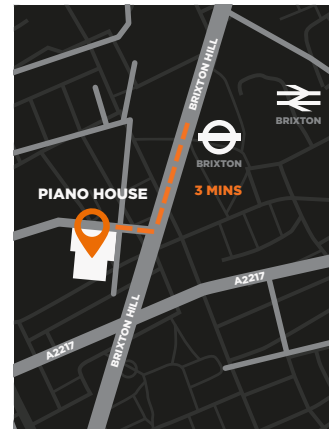 BRIXTON HILL
BRIXTON
BRIXTON
3 MINS
PIANO HOUSE
A2217
BRIXTON HILL
A2217